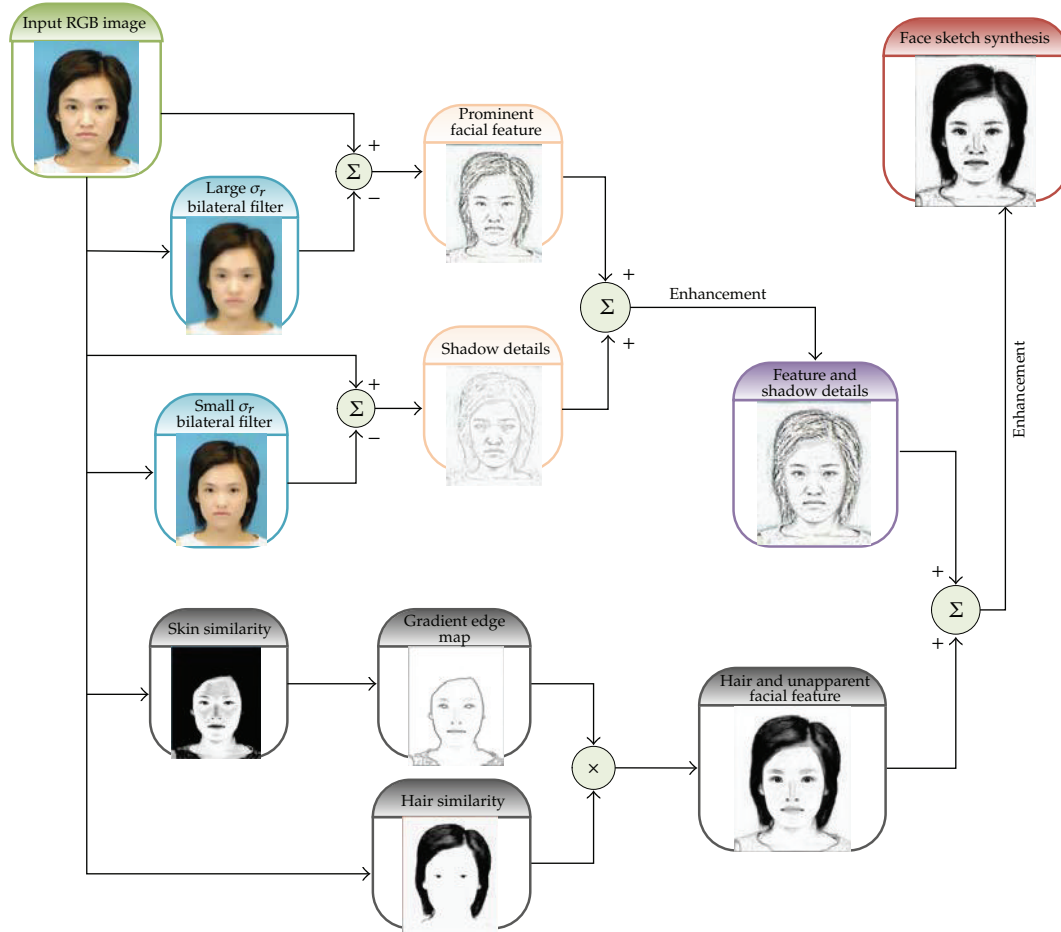 Input RGB image
Face sketch synthesis
Prominent
facial feature
+
Σ
−
Large σr
bilateral filter
+
Σ
+
Enhancement
Shadow details
+
Σ
−
Small σr
bilateral filter
Feature and
shadow details
Enhancement
+
Σ
+
Skin similarity
Gradient edge
map
Hair and unapparent
facial feature
×
Hair similarity